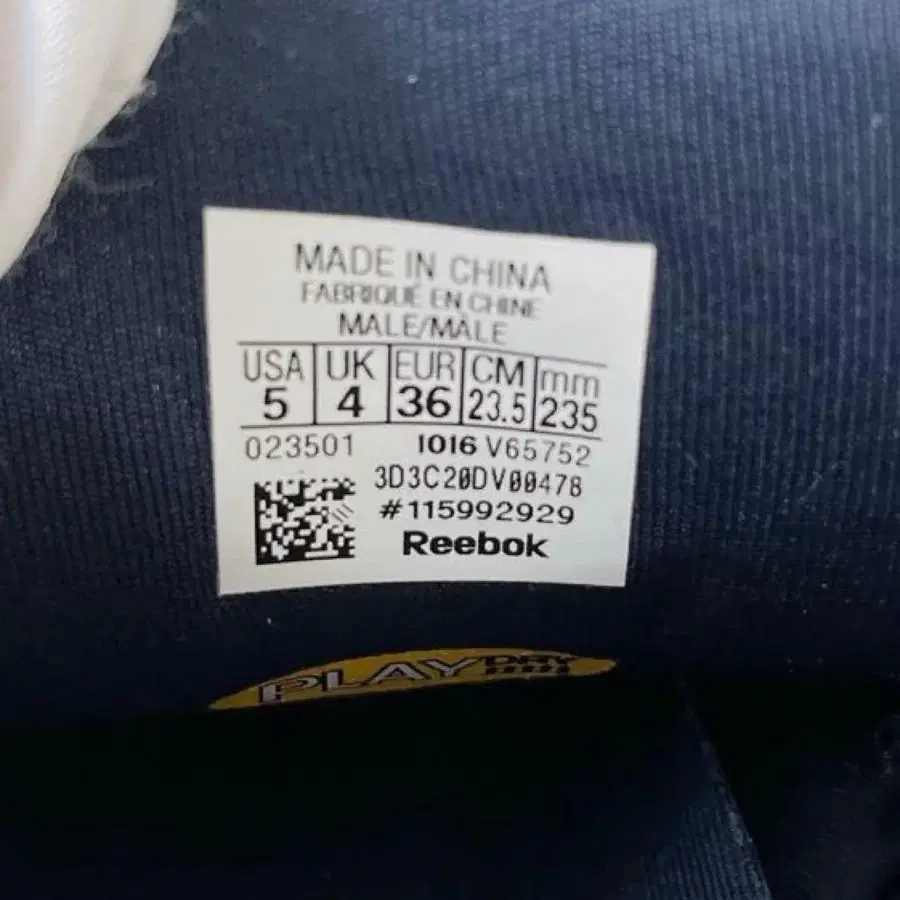 MADE IN CHINA
FABRIQUÉ EN CHINE
MALE/MÂLE
USA UK EUR CM mm
5 4 36 23.5 235
023501 1016 V65752
3D3C20DV00478
#115992929
Reebok
PLAY DRY